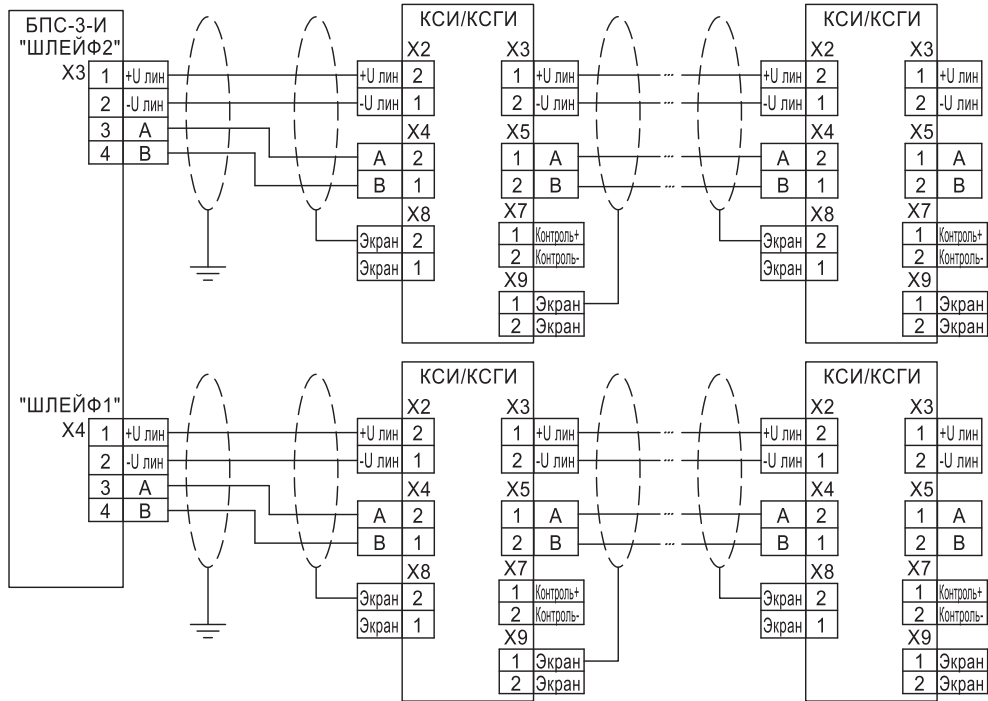 БПС-3-И
"ШЛЕЙФ2"
X3
1 +U лин
2 -U лин
3 A
4 B
КСИ/КСГИ
X2
+U лин 2
-U лин 1
X4
A 2
B 1
X8
Экран 2
Экран 1
X3
1 +U лин
2 -U лин
X5
1 A
2 B
X7
1 Контроль+
2 Контроль-
X9
1 Экран
2 Экран
...
...
...
...
КСИ/КСГИ
X2
+U лин 2
-U лин 1
X4
A 2
B 1
X8
Экран 2
Экран 1
X3
1 +U лин
2 -U лин
X5
1 A
2 B
X7
1 Контроль+
2 Контроль-
X9
1 Экран
2 Экран
"ШЛЕЙФ1"
X4
1 +U лин
2 -U лин
3 A
4 B
КСИ/КСГИ
X2
+U лин 2
-U лин 1
X4
A 2
B 1
X8
Экран 2
Экран 1
X3
1 +U лин
2 -U лин
X5
1 A
2 B
X7
1 Контроль+
2 Контроль-
X9
1 Экран
2 Экран
...
...
...
...
КСИ/КСГИ
X2
+U лин 2
-U лин 1
X4
A 2
B 1
X8
Экран 2
Экран 1
X3
1 +U лин
2 -U лин
X5
1 A
2 B
X7
1 Контроль+
2 Контроль-
X9
1 Экран
2 Экран